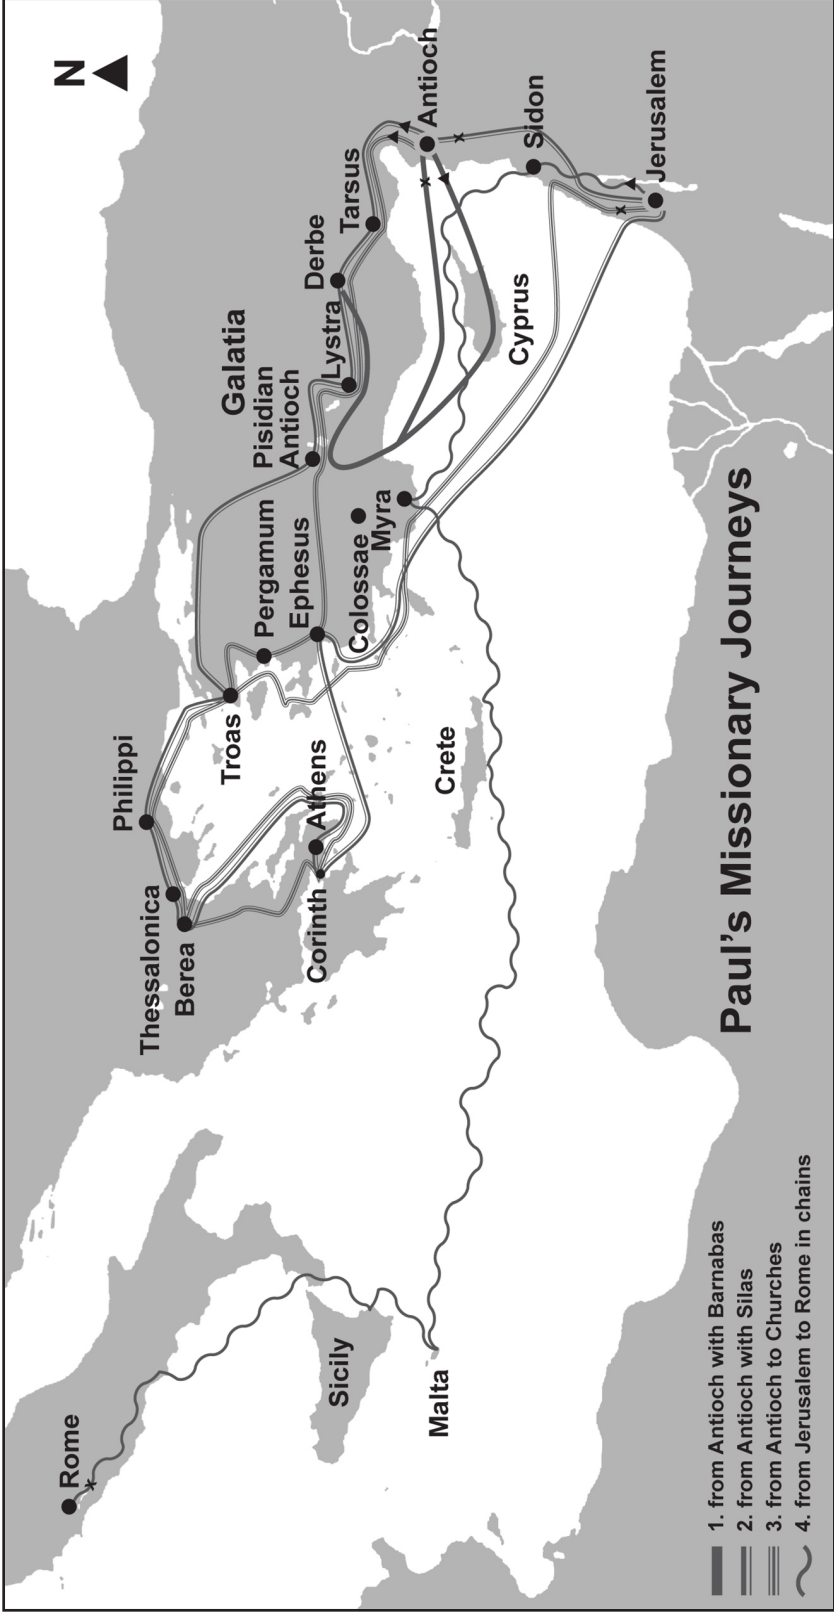 N
Philippi
Thessalonica
Berea
Troas
Pergamum
Ephesus
Athens
Corinth
Colossae
Myra
Galatia
Pisidian
Antioch
Lystra
Derbe
Tarsus
Antioch
Sidon
Jerusalem
Cyprus
Crete
Rome
Sicily
Malta
Paul's Missionary Journeys
1. from Antioch with Barnabas
2. from Antioch with Silas
3. from Antioch to Churches
4. from Jerusalem to Rome in chains